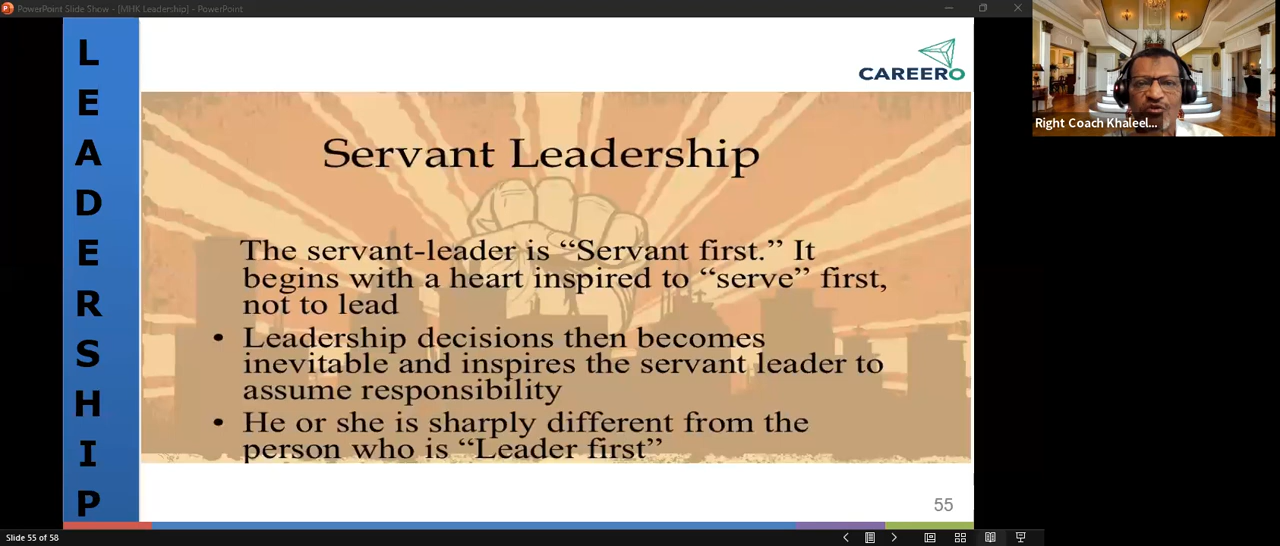 PowerPoint Slide Show - [MHK Leadership] - PowerPoint
L
E
A
D
E
R
S
H
I
P
CAREERO
Servant Leadership
The servant-leader is “Servant first.” It
begins with a heart inspired to “serve” first,
not to lead
• Leadership decisions then becomes
inevitable and inspires the servant leader to
assume responsibility
• He or she is sharply different from the
person who is “Leader first”
55
Slide 55 of 58
Right Coach Khaleel...